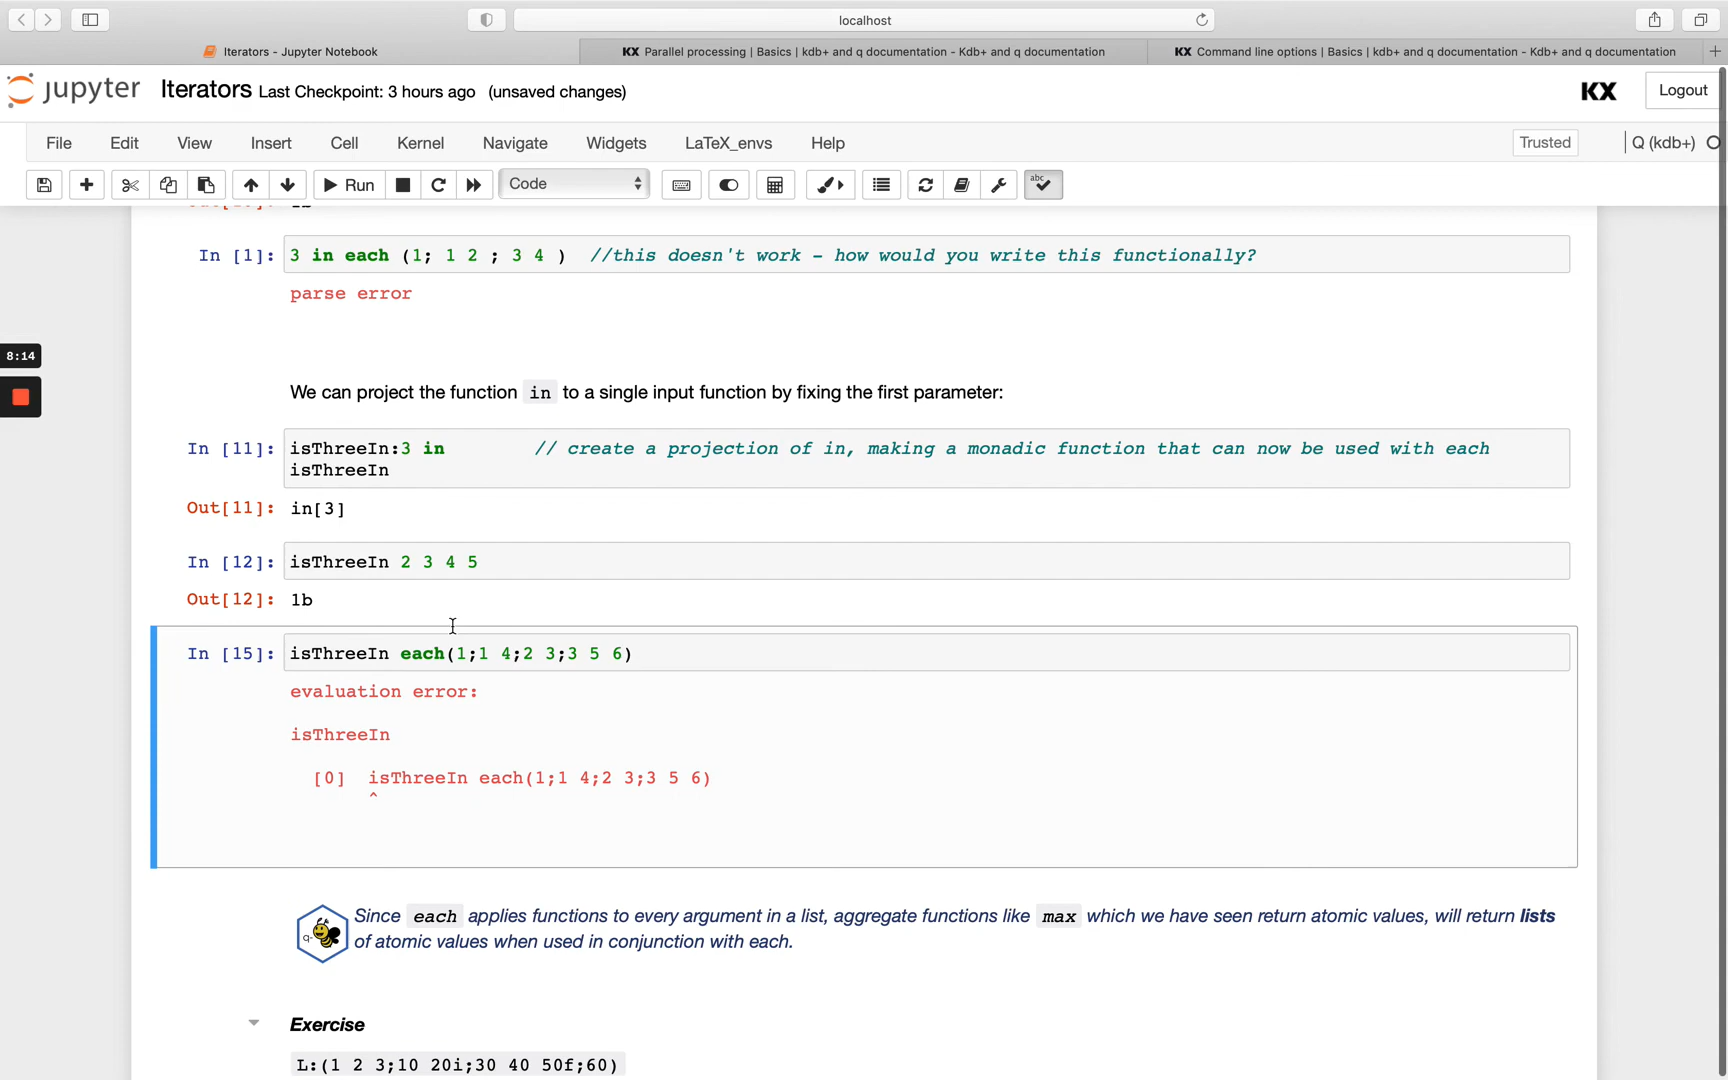 localhost
Iterators - Jupyter Notebook
KX Parallel processing | Basics | kdb+ and q documentation - Kdb+ and q documentation
KX Command line options | Basics | kdb+ and q documentation - Kdb+ and q documentation
jupyter Iterators Last Checkpoint: 3 hours ago (unsaved changes)
KX
Logout
File Edit View Insert Cell Kernel Navigate Widgets LaTeX_envs Help
Trusted
Q (kdb+)
Run
Code
abc
In [1]: 3 in each (1; 1 2 ; 3 4 ) //this doesn't work - how would you write this functionally?
parse error
8:14
We can project the function in to a single input function by fixing the first parameter:
In [11]: isThreeIn:3 in // create a projection of in, making a monadic function that can now be used with each
isThreeIn
Out[11]: in[3]
In [12]: isThreeIn 2 3 4 5
Out[12]: 1b
In [15]: isThreeIn each(1;1 4;2 3;3 5 6)
evaluation error:
isThreeIn
[0] isThreeIn each(1;1 4;2 3;3 5 6)
^
Since each applies functions to every argument in a list, aggregate functions like max which we have seen return atomic values, will return lists
of atomic values when used in conjunction with each.
Exercise
L:(1 2 3;10 20i;30 40 50f;60)